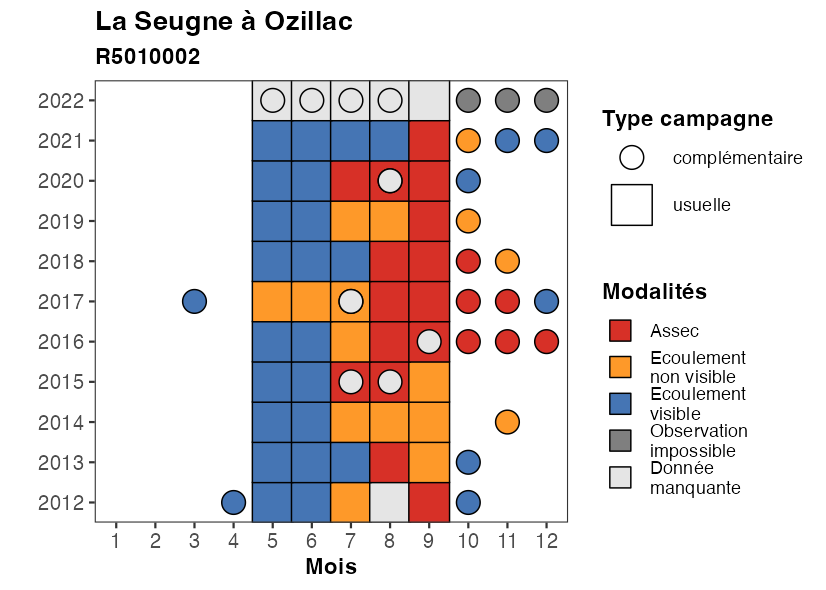 La Seugne à Ozillac
R5010002
2022
2021
2020
2019
2018
2017
2016
2015
2014
2013
2012
1 2 3 4 5 6 7 8 9 10 11 12
Mois
Type campagne
complémentaire
usuelle
Modalités
Assec
Ecoulement
non visible
Ecoulement
visible
Observation
impossible
Donnée
manquante